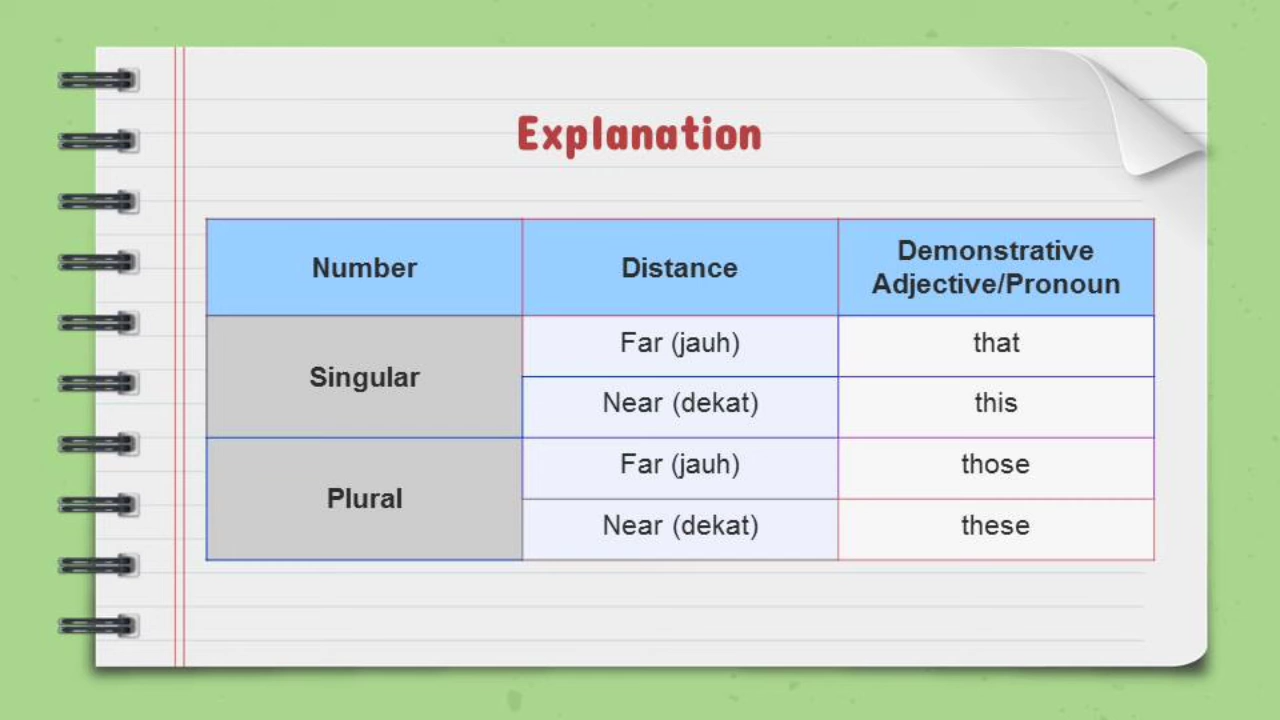 Explanation
Number Distance Demonstrative
Adjective/Pronoun
Singular
Far (jauh) that
Near (dekat) this
Plural
Far (jauh) those
Near (dekat) these